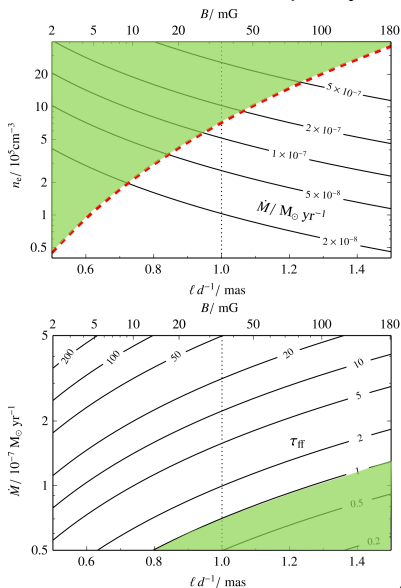 B/ mG
2 5 10 20 50 100 180
20
10
5
2
1
0.5
n_e/ 10^5cm^−3
5 × 10^−7
2 × 10^−7
1 × 10^−7
5 × 10^−8
2 × 10^−8
Ṁ/ M_⊙ yr^−1
0.6 0.8 1.0 1.2 1.4
ℓ d^−1/ mas
B/ mG
2 5 10 20 50 100 180
5
2
1
0.5
Ṁ/ 10^−7 M_⊙ yr^−1
200 100 50 20 10
5
2
1
0.5
0.2
τ_ff
0.6 0.8 1.0 1.2 1.4
ℓ d^−1/ mas